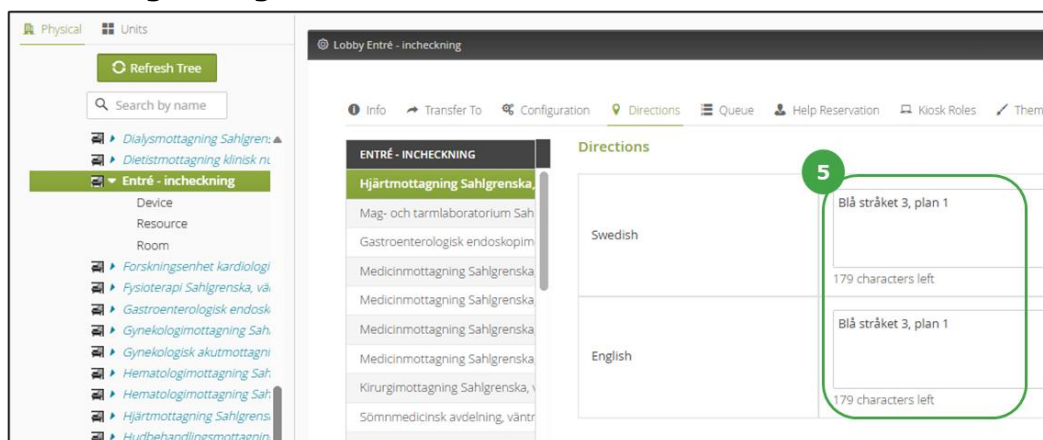 Physical Units
Refresh Tree
Search by name
Dialysmottagning Sahlgren
Dietistmottagning klinisk nu
Entré - incheckning
Device
Resource
Room
Forskningsenhet kardiologi
Fysioterapi Sahlgrenska, vä
Gastroenterologisk endosk
Gynekologimottagning Sah
Gynekologisk akutmottagni
Hematologimottagning Sah
Hematologimottagning Sah
Hjärtmottagning Sahlgrens
Hudbehandlingsmottagnin
Lobby Entré - incheckning
Info Transfer To Configuration Directions Queue Help Reservation Kiosk Roles Them
ENTRÉ - INCHECKNING
Hjärtmottagning Sahlgrenska,
Mag- och tarmlaboratorium Sah
Gastroenterologisk endoskopim
Medicinmottagning Sahlgrenska
Medicinmottagning Sahlgrenska
Medicinmottagning Sahlgrenska
Medicinmottagning Sahlgrenska
Kirurgimottagning Sahlgrenska, v
Sömnmedicinsk avdelning, väntr
Directions
5
Swedish
Blå stråket 3, plan 1
179 characters left
English
Blå stråket 3, plan 1
179 characters left